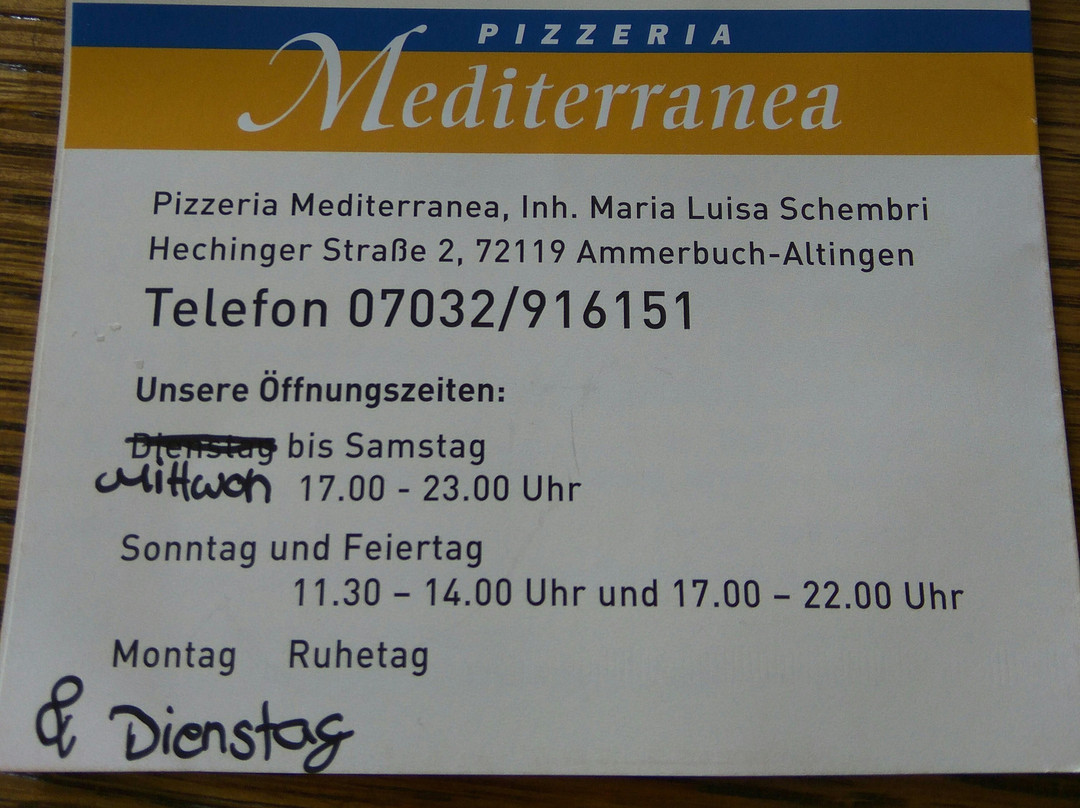 PIZZERIA
Mediterranea
Pizzeria Mediterranea, Inh. Maria Luisa Schembri
Hechinger Straße 2, 72119 Ammerbuch-Altingen
Telefon 07032/916151
Unsere Öffnungszeiten:
Dienstag bis Samstag
Mittwoch 17.00 - 23.00 Uhr
Sonntag und Feiertag
11.30 – 14.00 Uhr und 17.00 – 22.00 Uhr
Montag Ruhetag
& Dienstag